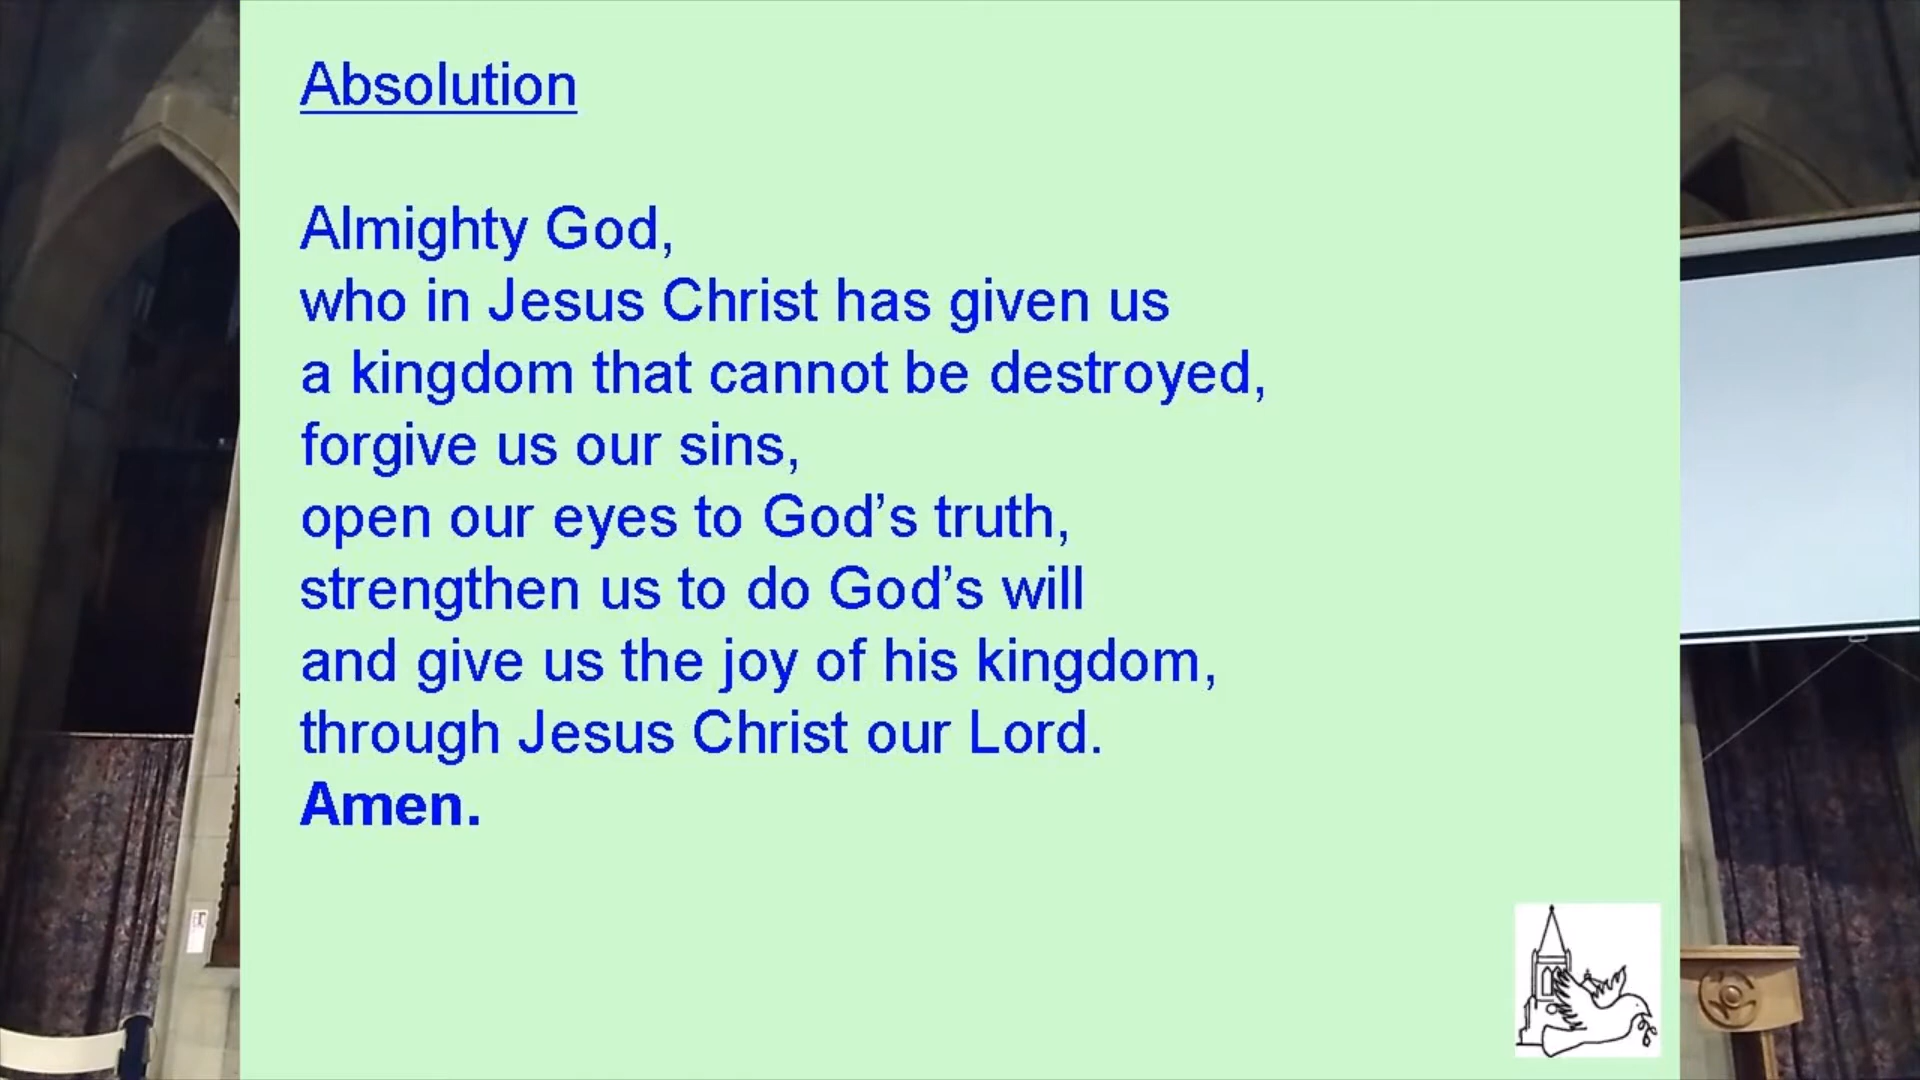 Absolution
Almighty God,
who in Jesus Christ has given us
a kingdom that cannot be destroyed,
forgive us our sins,
open our eyes to God’s truth,
strengthen us to do God’s will
and give us the joy of his kingdom,
through Jesus Christ our Lord.
Amen.